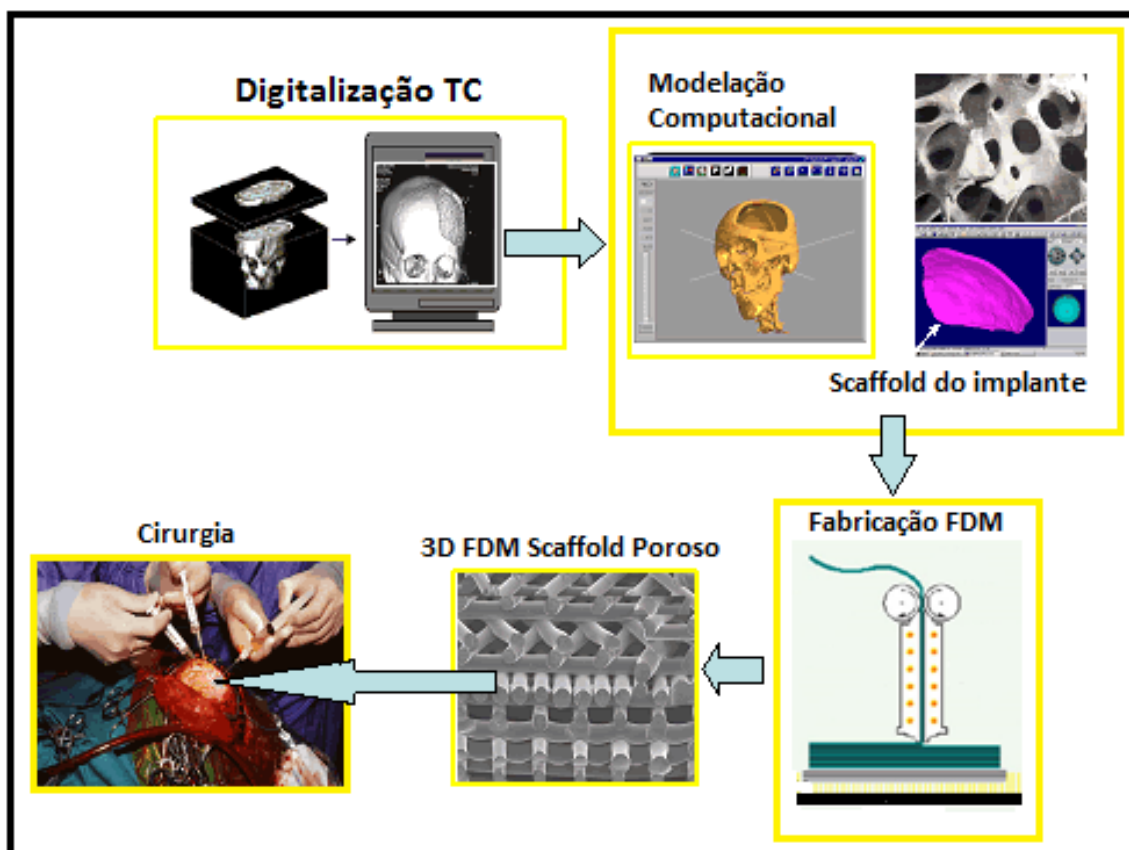 Digitalização TC
Modelação
Computacional
Scaffold do implante
Fabricação FDM
3D FDM Scaffold Poroso
Cirurgia